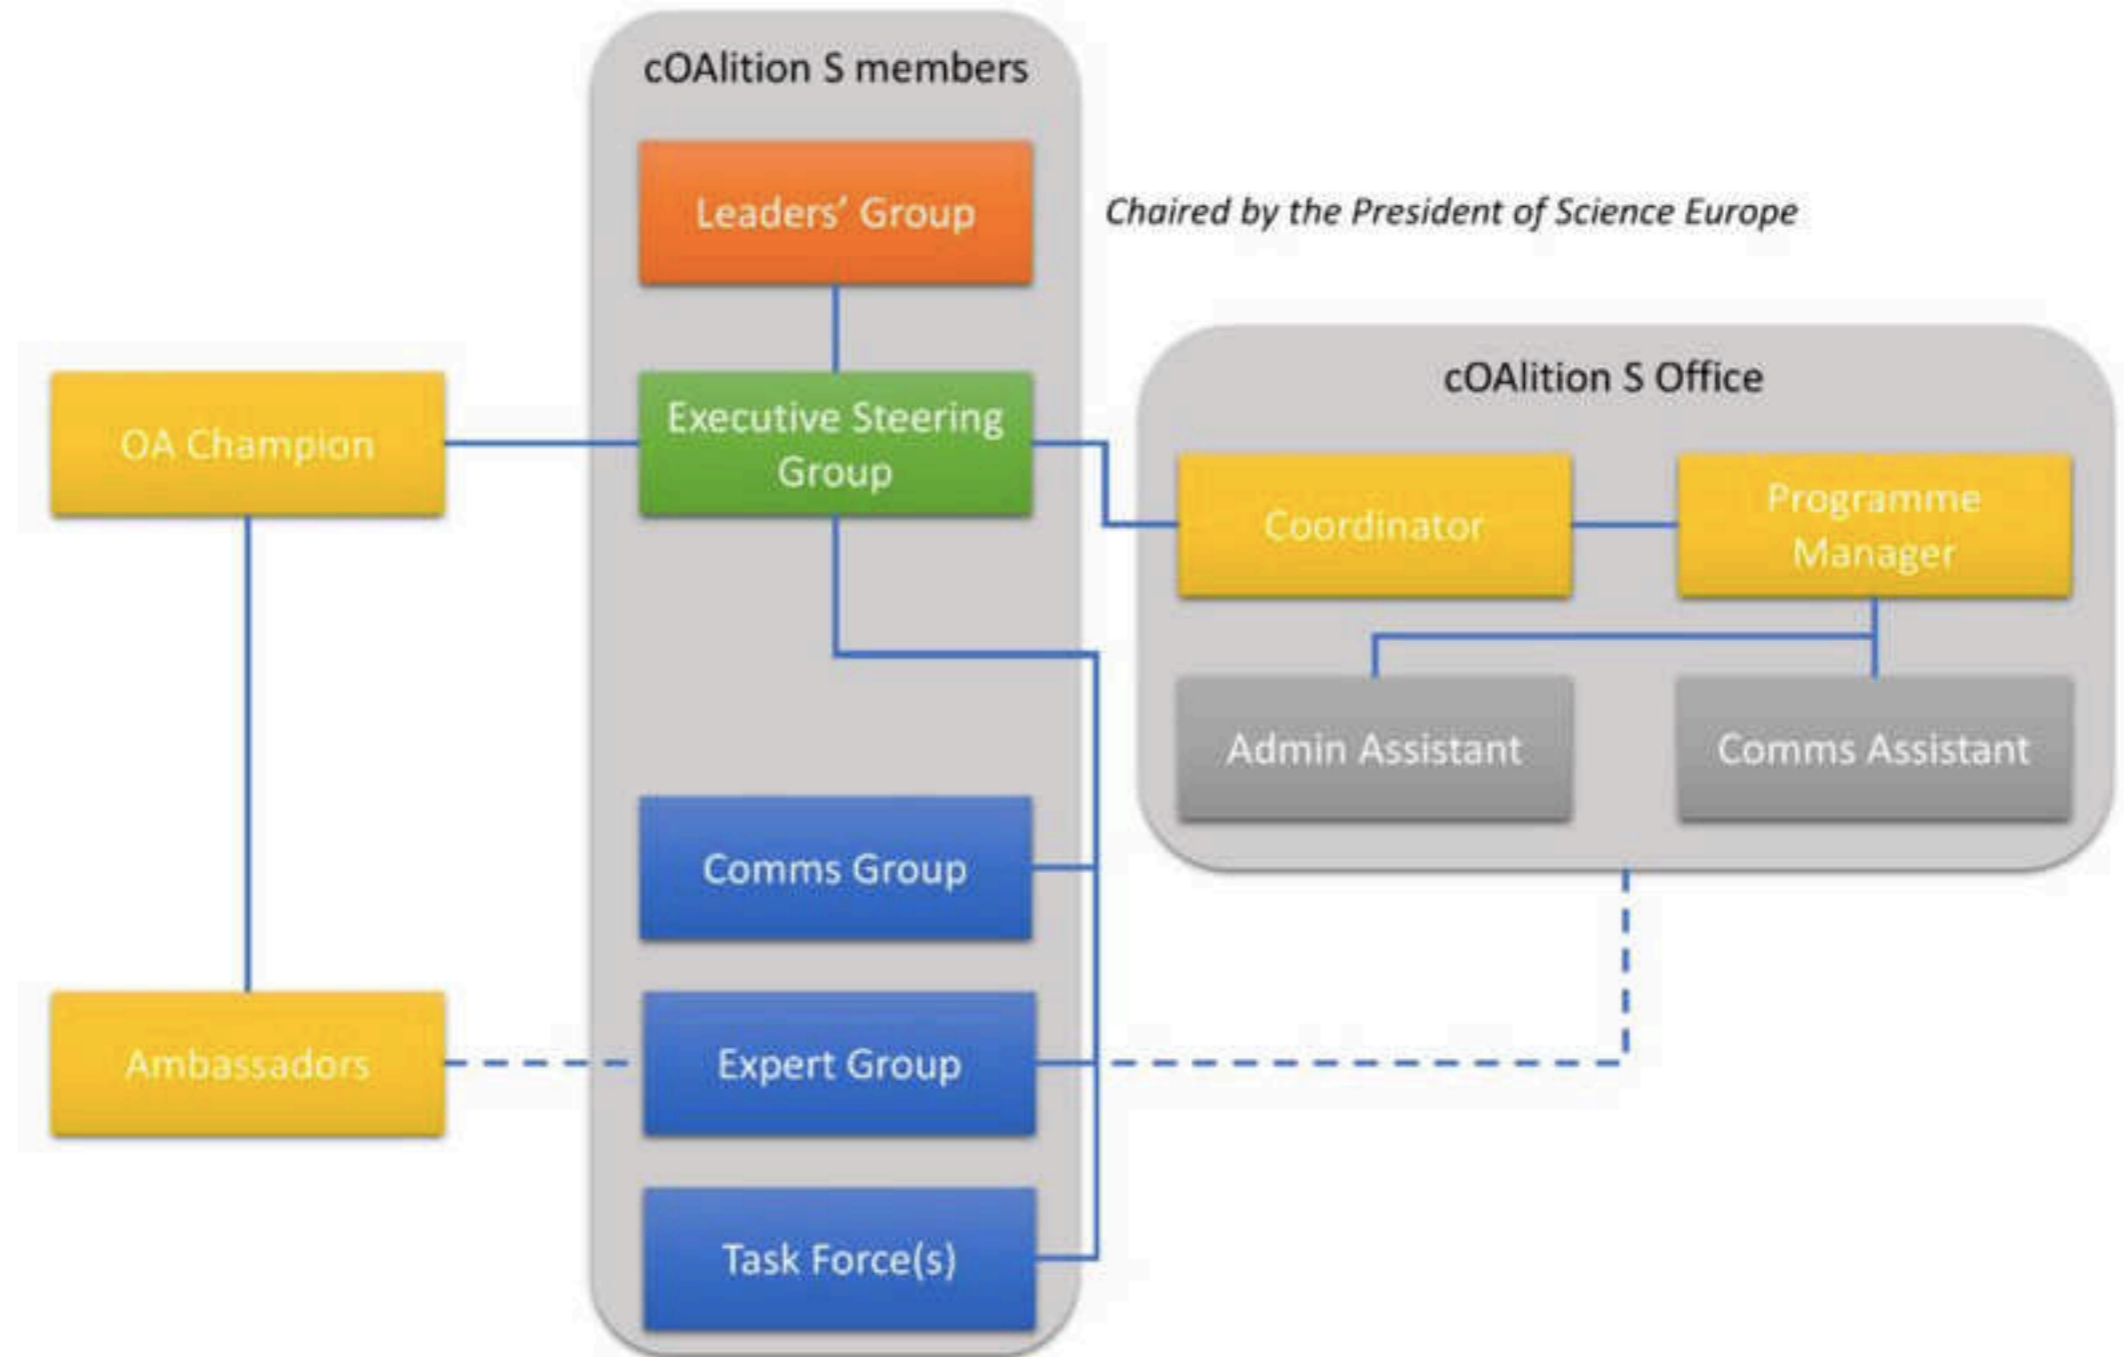 cOAlition S members
Leaders' Group
Chaired by the President of Science Europe
OA Champion
Executive Steering
Group
cOAlition S Office
Coordinator
Programme
Manager
Admin Assistant
Comms Assistant
Comms Group
Ambassadors
Expert Group
Task Force(s)